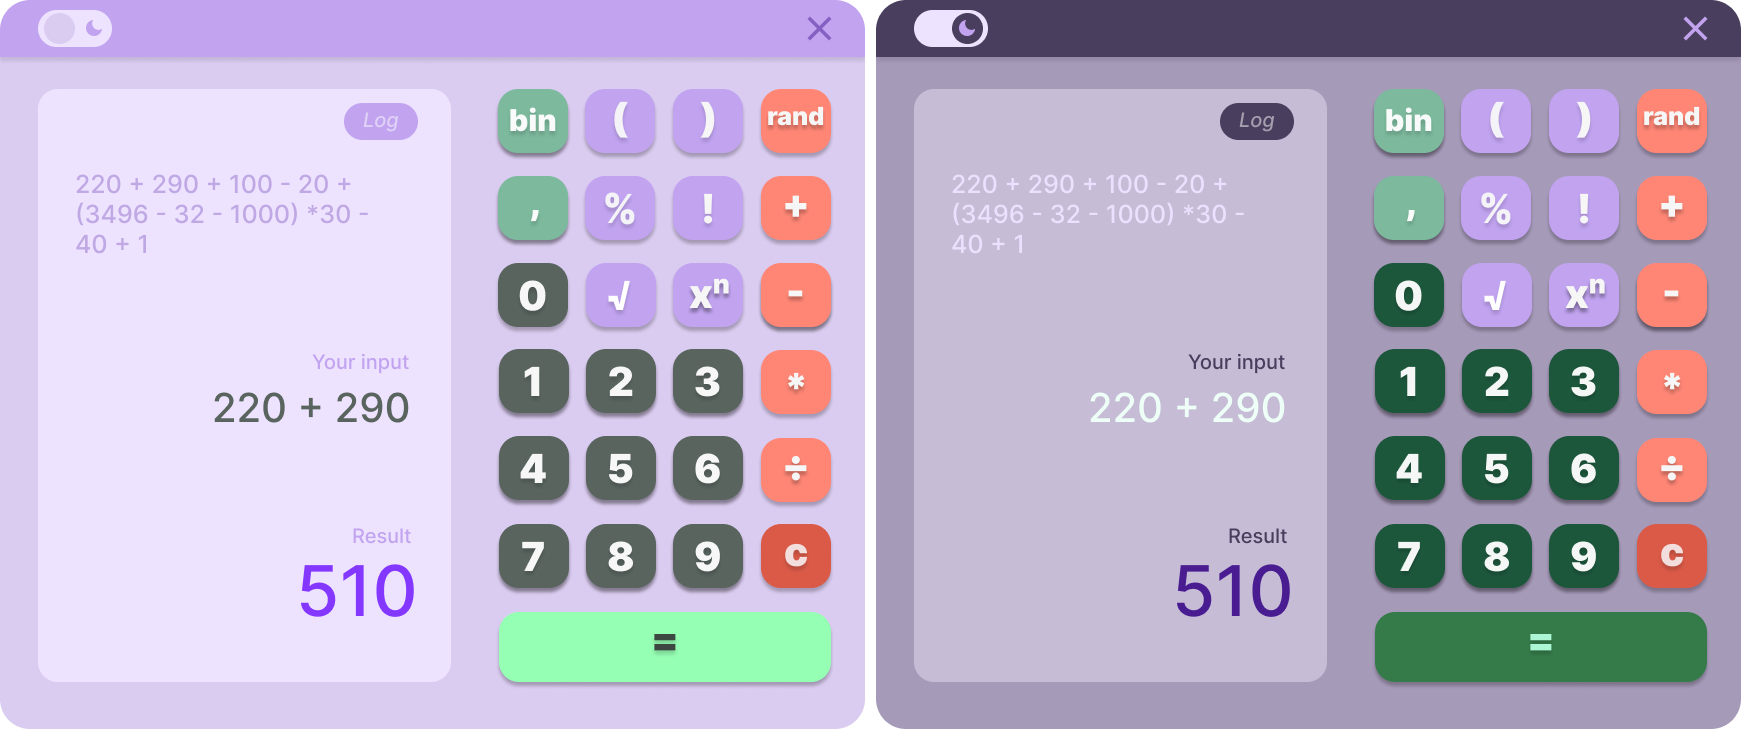 Log
220 + 290 + 100 - 20 +
(3496 - 32 - 1000) *30 -
40 + 1
Your input
220 + 290
Result
510
bin ( ) rand
, % ! +
0 √ xⁿ -
1 2 3 *
4 5 6 ÷
7 8 9 c
=
Log
220 + 290 + 100 - 20 +
(3496 - 32 - 1000) *30 -
40 + 1
Your input
220 + 290
Result
510
bin ( ) rand
, % ! +
0 √ xⁿ -
1 2 3 *
4 5 6 ÷
7 8 9 c
=